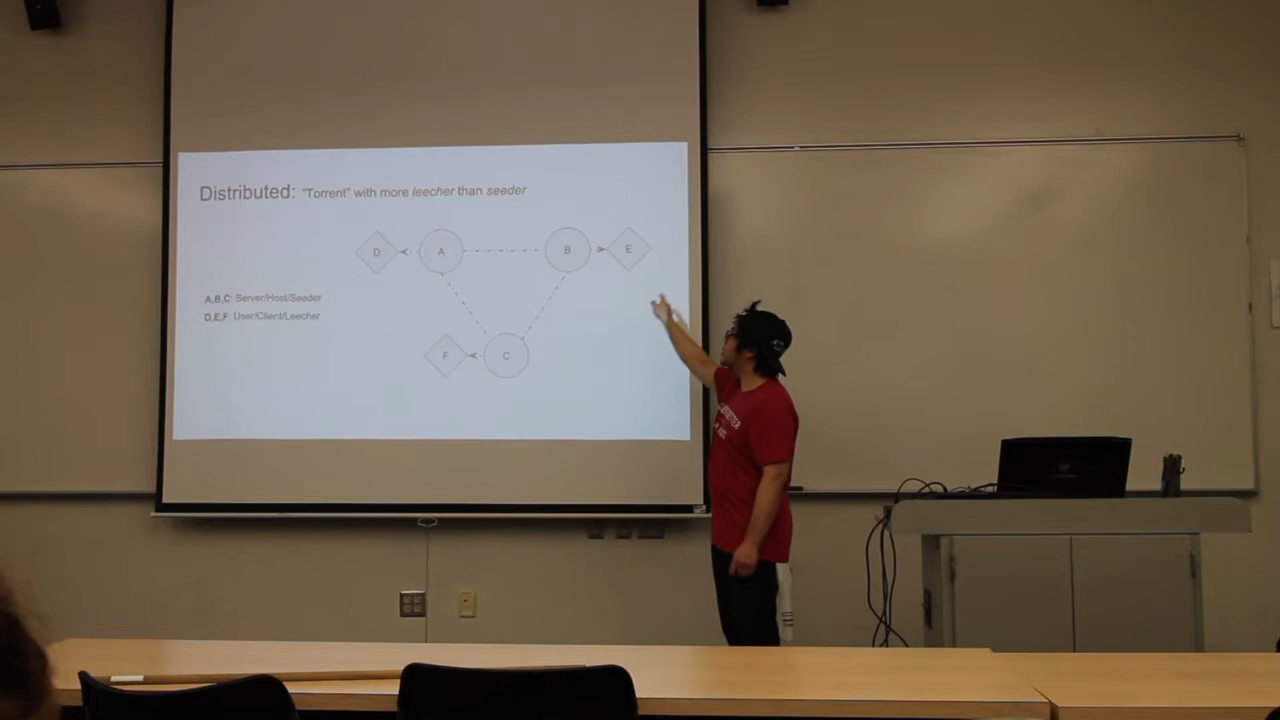 Distributed: "Torrent" with more leecher than seeder
D
A
B
E
A,B,C: Server/Host/Seeder
D,E,F: User/Client/Leecher
F
C